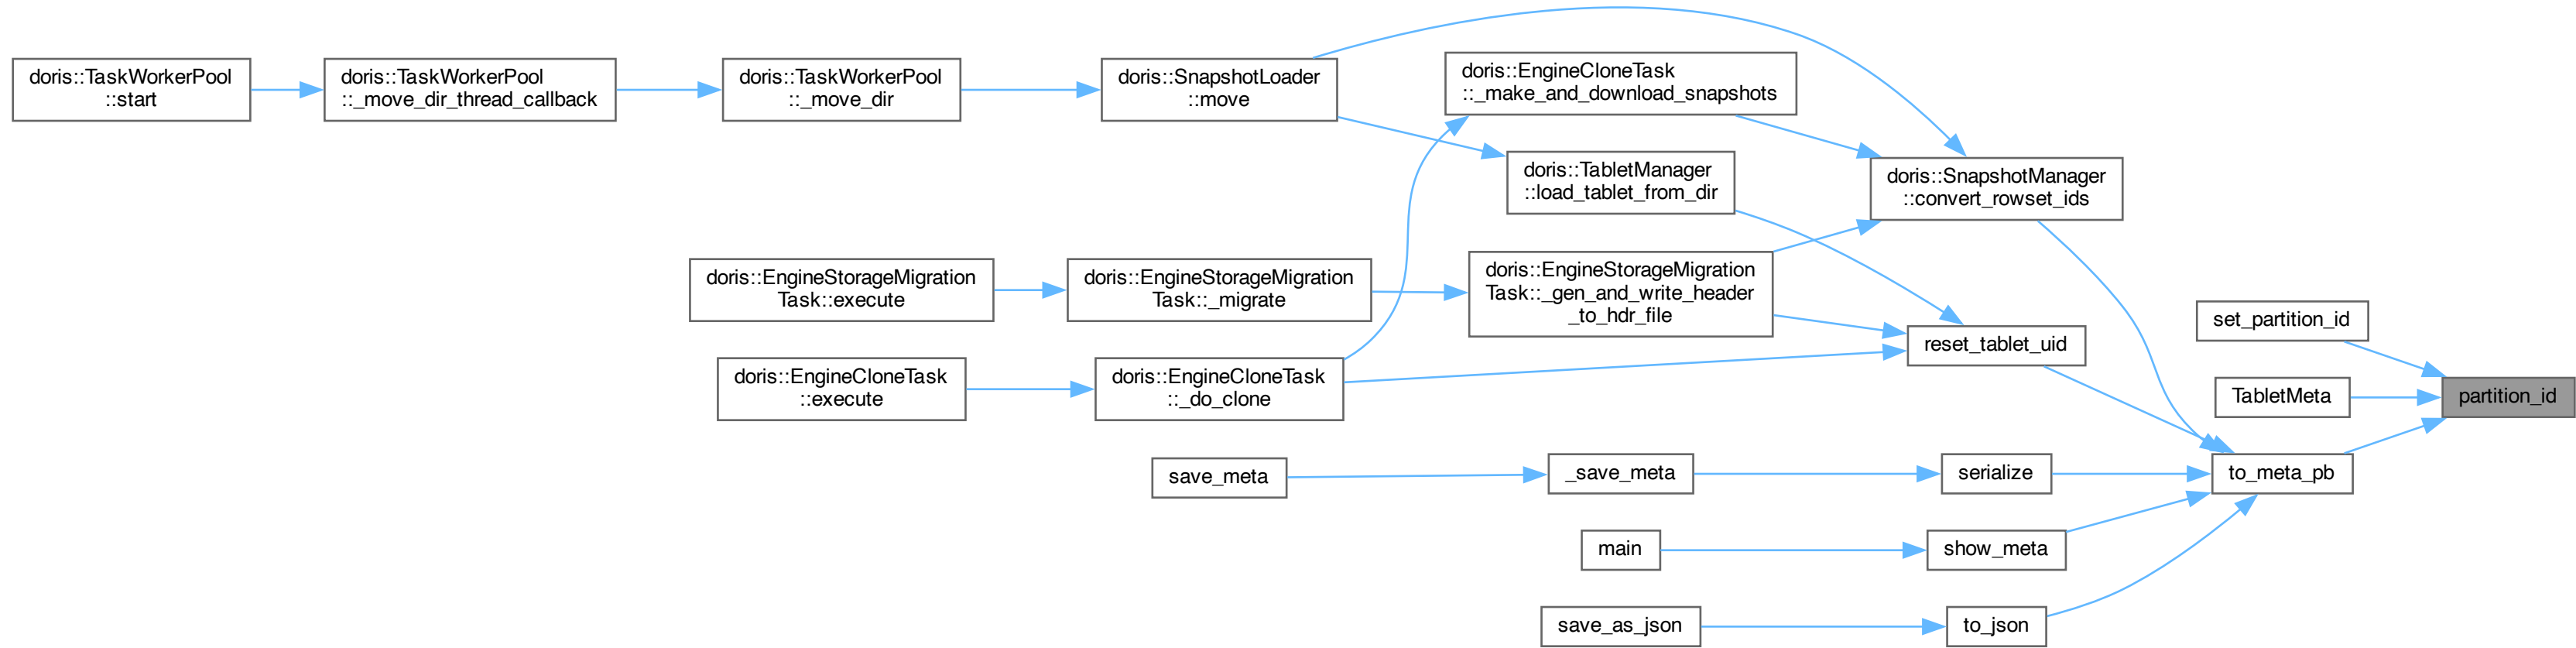 doris::TaskWorkerPool
::start
doris::TaskWorkerPool
::_move_dir_thread_callback
doris::TaskWorkerPool
::_move_dir
doris::SnapshotLoader
::move
doris::EngineCloneTask
::_make_and_download_snapshots
doris::TabletManager
::load_tablet_from_dir
doris::SnapshotManager
::convert_rowset_ids
doris::EngineStorageMigration
Task::execute
doris::EngineStorageMigration
Task::_migrate
doris::EngineStorageMigration
Task::_gen_and_write_header
_to_hdr_file
set_partition_id
reset_tablet_uid
doris::EngineCloneTask
::execute
doris::EngineCloneTask
::_do_clone
TabletMeta
partition_id
save_meta
_save_meta
serialize
to_meta_pb
main
show_meta
save_as_json
to_json